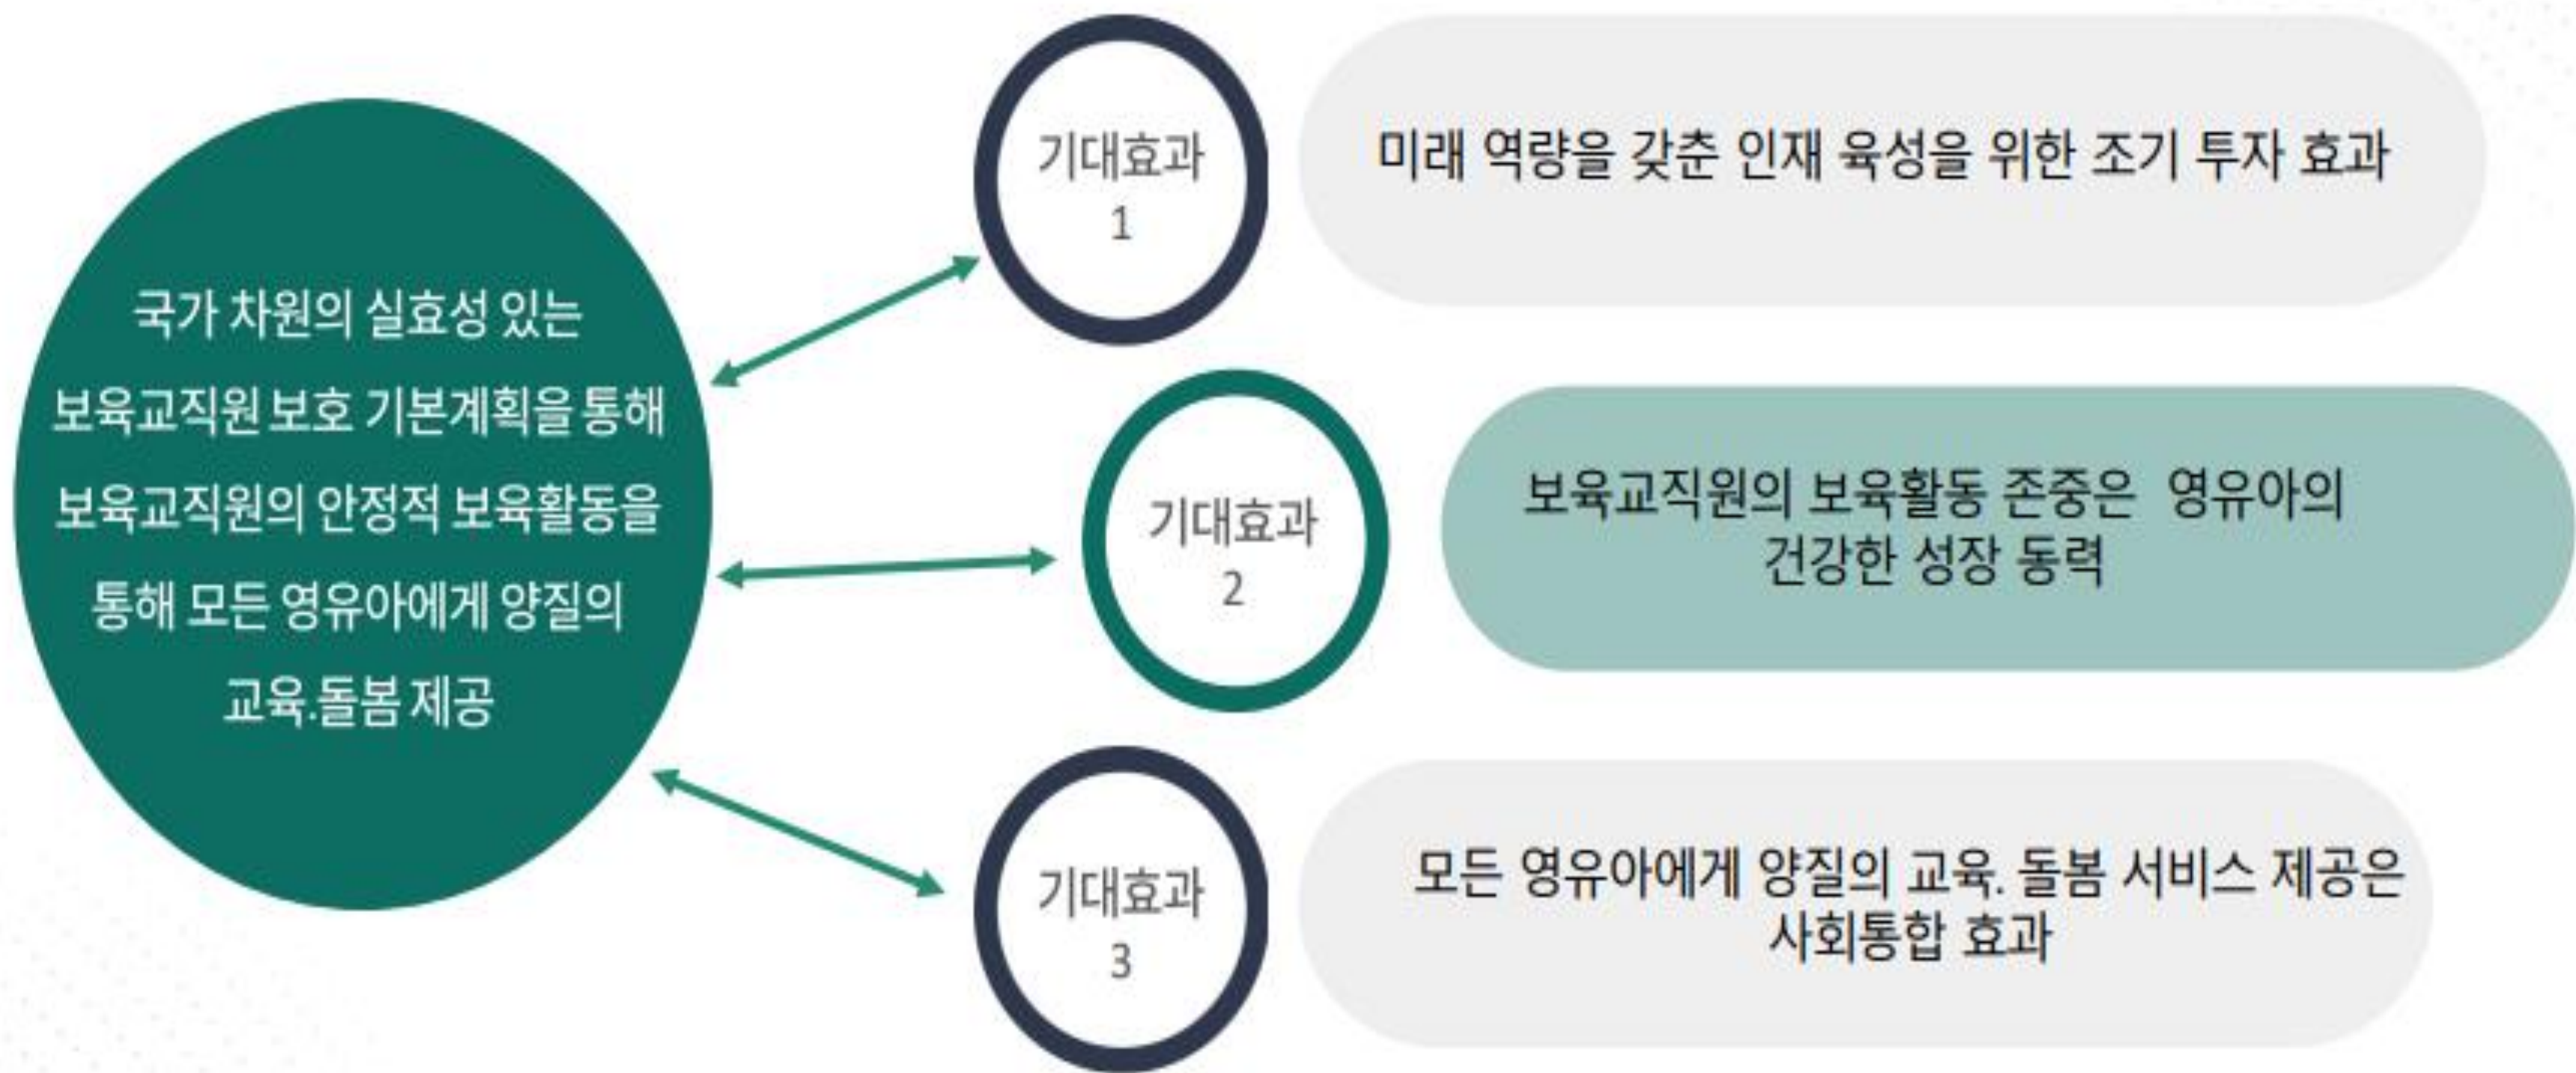 국가 차원의 실효성 있는
보육교직원 보호 기본계획을 통해
보육교직원의 안정적 보육활동을
통해 모든 영유아에게 양질의
교육.돌봄 제공
기대효과
1
미래 역량을 갖춘 인재 육성을 위한 조기 투자 효과
기대효과
2
보육교직원의 보육활동 존중은 영유아의
건강한 성장 동력
기대효과
3
모든 영유아에게 양질의 교육. 돌봄 서비스 제공은
사회통합 효과